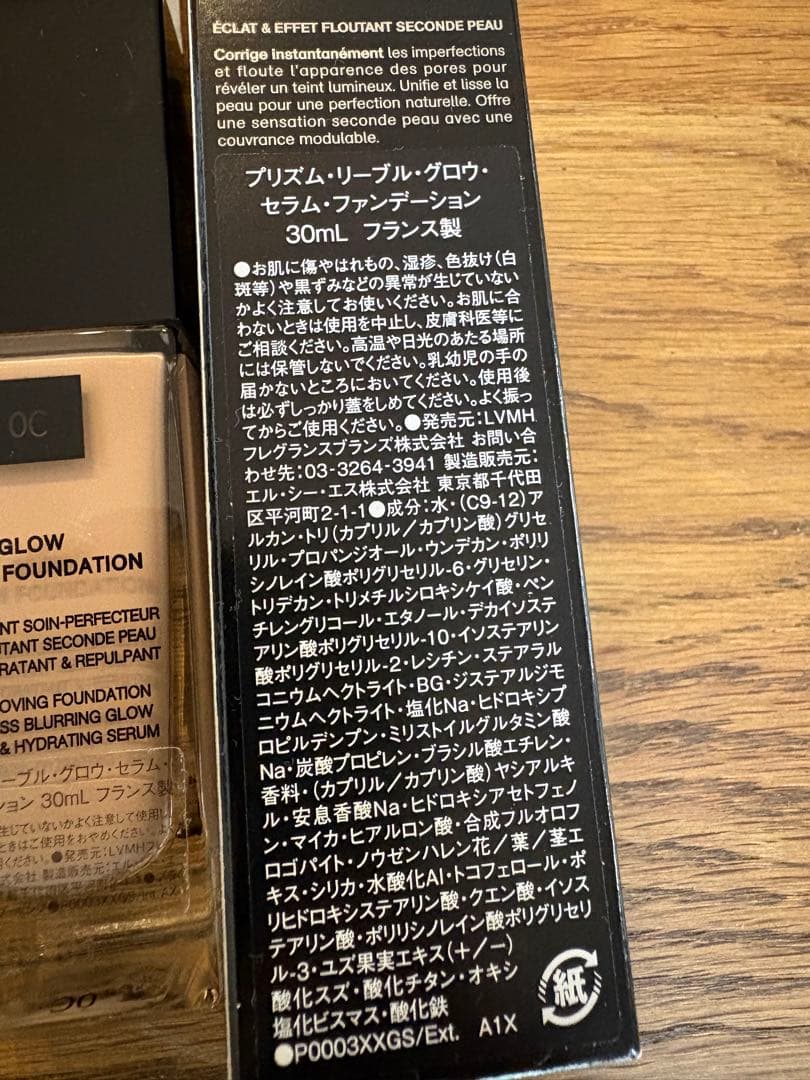 ÉCLAT & EFFET FLOUTANT SECONDE PEAU
Corrige instantanément les imperfections
et floute l'apparence des pores pour
révéler un teint lumineux. Unifie et lisse la
peau pour une perfection naturelle. Offre
une sensation seconde peau avec une
couvrance modulable.
プリズム・リーブル・グロウ・
セラム・ファンデーション
30mL フランス製
●お肌に傷やはれもの、湿疹、色抜け(白
斑等)や黒ずみなどの異常が生じていない
かよく注意してお使いください。お肌に合
わないときは使用を中止し、皮膚科医等に
ご相談ください。高温や日光のあたる場所
には保管しないでください。乳幼児の手の
届かないところにおいてください。使用後
は必ずしっかり蓋をしめてください。よく振っ
てからご使用ください。●発売元:LVMH
フレグランスブランズ株式会社 お問い合
わせ先:03-3264-3941 製造販売元:
エル・シー・エス株式会社 東京都千代田
区平河町2-1-1●成分:水・(C9-12)ア
ルカン・トリ(カプリル/カプリン酸)グリセ
リル・プロパンジオール・ウンデカン・ポリリ
シノレイン酸ポリグリセリル-6・グリセリン・
トリデカン・トリメチルシロキシケイ酸・ペン
チレングリコール・エタノール・デカイソステ
アリン酸ポリグリセリル-10・イソステアリン
酸ポリグリセリル-2・レシチン・ステアラル
コニウムヘクトライト・BG・ジステアルジモ
ニウムヘクトライト・塩化Na・ヒドロキシプ
ロピルデンプン・ミリストイルグルタミン酸
Na・炭酸プロピレン・ブラシル酸エチレン・
香料・(カプリル/カプリン酸)ヤシアルキ
ル・安息香酸Na・ヒドロキシアセトフェノ
ン・マイカ・ヒアルロン酸・合成フルオロフ
ロゴパイト・ノウゼンハレン花/葉/茎エ
キス・シリカ・水酸化Al・トコフェロール・ポ
リヒドロキシステアリン酸・クエン酸・イソス
テアリン酸・ポリリシノレイン酸ポリグリセリ
ル-3・ユズ果実エキス(+/-)
酸化スズ・酸化チタン・オキシ
塩化ビスマス・酸化鉄
●P0003XXGS/Ext. A1X
紙
0C
GLOW
FOUNDATION
NT SOIN-PERFECTEUR
UTANT SECONDE PEAU
RATANT & REPULPANT
OVING FOUNDATION
SS BLURRING GLOW
& HYDRATING SERUM
リーブル・グロウ・セラム・
ション 30mL フランス製